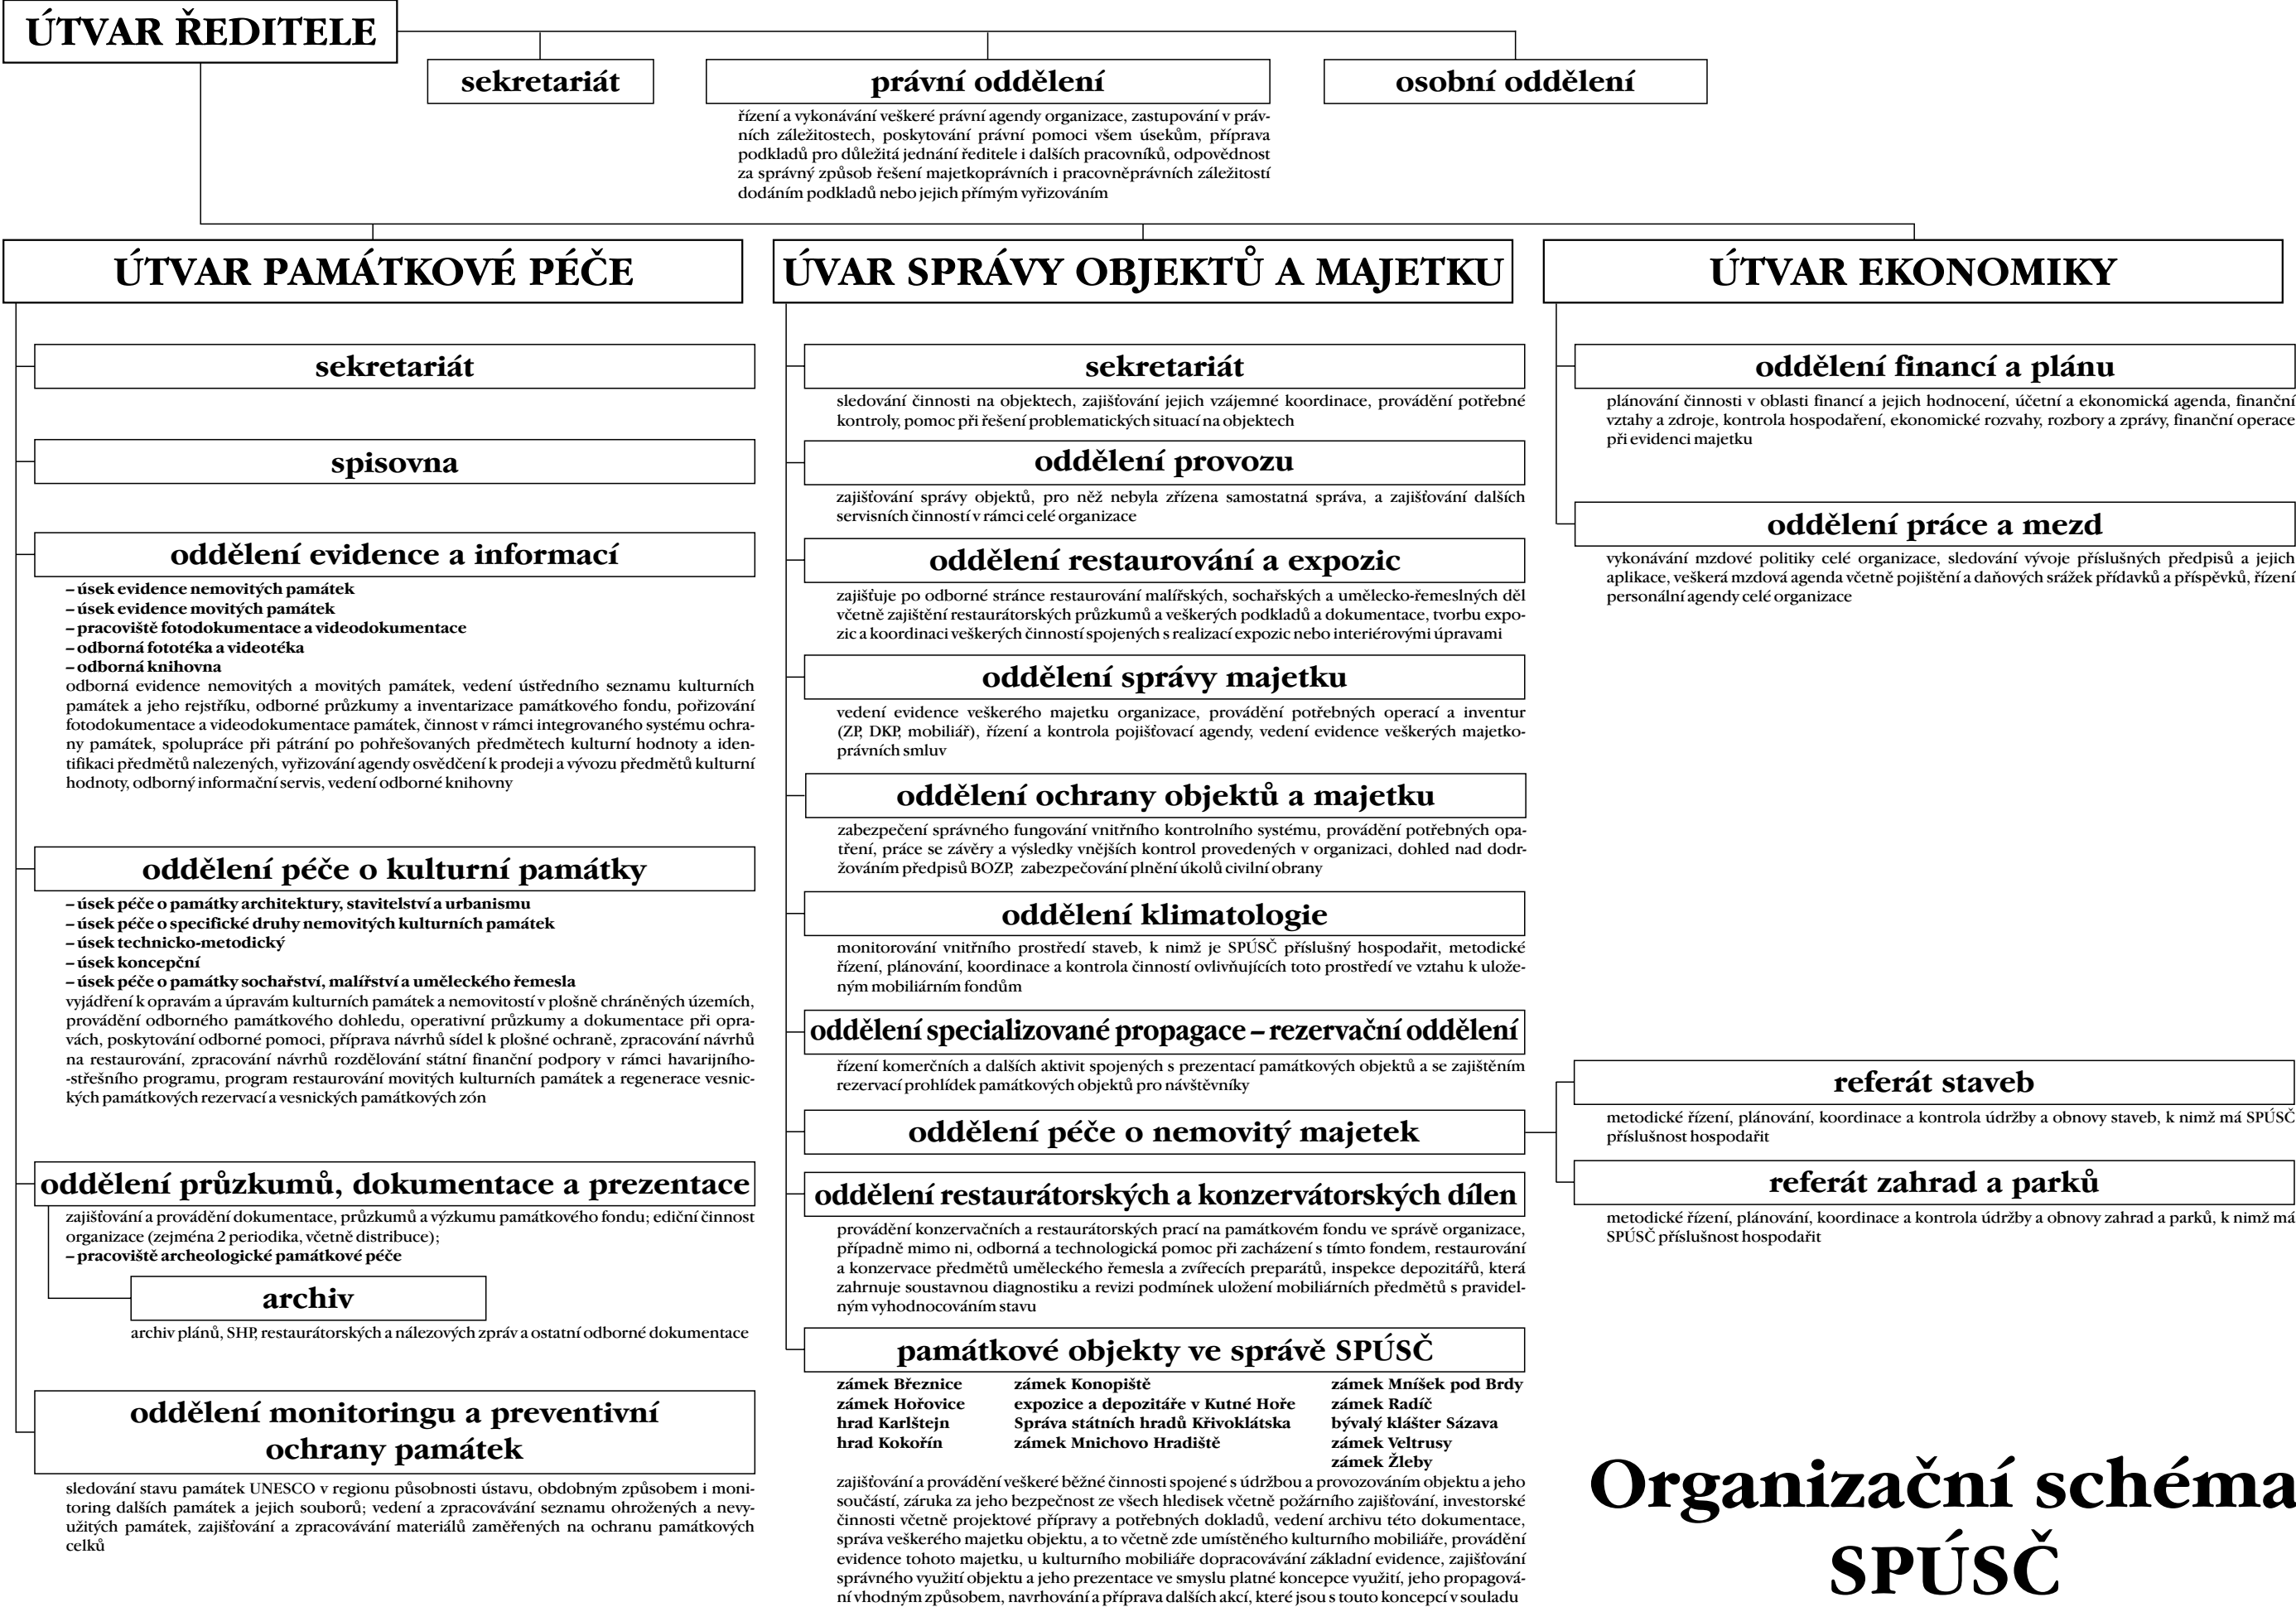 ÚTVAR ŘEDITELE
sekretariát
právní oddělení
osobní oddělení
řízení a vykonávání veškeré právní agendy organizace, zastupování v práv-
ních záležitostech, poskytování právní pomoci všem úsekům, příprava
podkladů pro důležitá jednání ředitele i dalších pracovníků, odpovědnost
za správný způsob řešení majetkoprávních i pracovněprávních záležitostí
dodáním podkladů nebo jejich přímým vyřizováním
ÚTVAR PAMÁTKOVÉ PÉČE
sekretariát
spisovna
oddělení evidence a informací
– úsek evidence nemovitých památek
– úsek evidence movitých památek
– pracoviště fotodokumentace a videodokumentace
– odborná fototéka a videotéka
– odborná knihovna
odborná evidence nemovitých a movitých památek, vedení ústředního seznamu kulturních
památek a jeho rejstříku, odborné průzkumy a inventarizace památkového fondu, pořizování
fotodokumentace a videodokumentace památek, činnost v rámci integrovaného systému ochra-
ny památek, spolupráce při pátrání po pohřešovaných předmětech kulturní hodnoty a iden-
tifikaci předmětů nalezených, vyřizování agendy osvědčení k prodeji a vývozu předmětů kulturní
hodnoty, odborný informační servis, vedení odborné knihovny
oddělení péče o kulturní památky
– úsek péče o památky architektury, stavitelství a urbanismu
– úsek péče o specifické druhy nemovitých kulturních památek
– úsek technicko-metodický
– úsek koncepční
– úsek péče o památky sochařství, malířství a uměleckého řemesla
vyjádření k opravám a úpravám kulturních památek a nemovitostí v plošně chráněných územích,
provádění odborného památkového dohledu, operativní průzkumy a dokumentace při opra-
vách, poskytování odborné pomoci, příprava návrhů sídel k plošné ochraně, zpracování návrhů
na restaurování, zpracování návrhů rozdělování státní finanční podpory v rámci havarijního-
-střešního programu, program restaurování movitých kulturních památek a regenerace vesnic-
kých památkových rezervací a vesnických památkových zón
oddělení průzkumů, dokumentace a prezentace
zajišťování a provádění dokumentace, průzkumů a výzkumu památkového fondu; ediční činnost
organizace (zejména 2 periodika, včetně distribuce);
– pracoviště archeologické památkové péče
archiv
archiv plánů, SHP, restaurátorských a nálezových zpráv a ostatní odborné dokumentace
oddělení monitoringu a preventivní
ochrany památek
sledování stavu památek UNESCO v regionu působnosti ústavu, obdobným způsobem i moni-
toring dalších památek a jejich souborů; vedení a zpracovávání seznamu ohrožených a nevy-
užitých památek, zajišťování a zpracovávání materiálů zaměřených na ochranu památkových
celků
ÚVAR SPRÁVY OBJEKTŮ A MAJETKU
sekretariát
sledování činnosti na objektech, zajišťování jejich vzájemné koordinace, provádění potřebné
kontroly, pomoc při řešení problematických situací na objektech
oddělení provozu
zajišťování správy objektů, pro něž nebyla zřízena samostatná správa, a zajišťování dalších
servisních činností v rámci celé organizace
oddělení restaurování a expozic
zajišťuje po odborné stránce restaurování malířských, sochařských a umělecko-řemeslných děl
včetně zajištění restaurátorských průzkumů a veškerých podkladů a dokumentace, tvorbu expo-
zic a koordinaci veškerých činností spojených s realizací expozic nebo interiérovými úpravami
oddělení správy majetku
vedení evidence veškerého majetku organizace, provádění potřebných operací a inventur
(ZP, DKP, mobiliář), řízení a kontrola pojišťovací agendy, vedení evidence veškerých majetko-
právních smluv
oddělení ochrany objektů a majetku
zabezpečení správného fungování vnitřního kontrolního systému, provádění potřebných opa-
tření, práce se závěry a výsledky vnějších kontrol provedených v organizaci, dohled nad dodr-
žováním předpisů BOZP, zabezpečování plnění úkolů civilní obrany
oddělení klimatologie
monitorování vnitřního prostředí staveb, k nimž je SPÚSČ příslušný hospodařit, metodické
řízení, plánování, koordinace a kontrola činností ovlivňujících toto prostředí ve vztahu k ulože-
ným mobiliárním fondům
oddělení specializované propagace – rezervační oddělení
řízení komerčních a dalších aktivit spojených s prezentací památkových objektů a se zajištěním
rezervací prohlídek památkových objektů pro návštěvníky
oddělení péče o nemovitý majetek
oddělení restaurátorských a konzervátorských dílen
provádění konzervačních a restaurátorských prací na památkovém fondu ve správě organizace,
případně mimo ni, odborná a technologická pomoc při zacházení s tímto fondem, restaurování
a konzervace předmětů uměleckého řemesla a zvířecích preparátů, inspekce depozitářů, která
zahrnuje soustavnou diagnostiku a revizi podmínek uložení mobiliárních předmětů s pravidel-
ným vyhodnocováním stavu
památkové objekty ve správě SPÚSČ
zámek Březnice
zámek Hořovice
hrad Karlštejn
hrad Kokořín
zámek Konopiště
expozice a depozitáře v Kutné Hoře
Správa státních hradů Křivoklátska
zámek Mnichovo Hradiště
zámek Mníšek pod Brdy
zámek Radíč
bývalý klášter Sázava
zámek Veltrusy
zámek Žleby
zajišťování a provádění veškeré běžné činnosti spojené s údržbou a provozováním objektu a jeho
součástí, záruka za jeho bezpečnost ze všech hledisek včetně požárního zajišťování, investorské
činnosti včetně projektové přípravy a potřebných dokladů, vedení archivu této dokumentace,
správa veškerého majetku objektu, a to včetně zde umístěného kulturního mobiliáře, provádění
evidence tohoto majetku, u kulturního mobiliáře dopracovávání základní evidence, zajišťování
správného využití objektu a jeho prezentace ve smyslu platné koncepce využití, jeho propagová-
ní vhodným způsobem, navrhování a příprava dalších akcí, které jsou s touto koncepcí v souladu
ÚTVAR EKONOMIKY
oddělení financí a plánu
plánování činnosti v oblasti financí a jejich hodnocení, účetní a ekonomická agenda, finanční
vztahy a zdroje, kontrola hospodaření, ekonomické rozvahy, rozbory a zprávy, finanční operace
při evidenci majetku
oddělení práce a mezd
vykonávání mzdové politiky celé organizace, sledování vývoje příslušných předpisů a jejich
aplikace, veškerá mzdová agenda včetně pojištění a daňových srážek přídavků a příspěvků, řízení
personální agendy celé organizace
referát staveb
metodické řízení, plánování, koordinace a kontrola údržby a obnovy staveb, k nimž má SPÚSČ
příslušnost hospodařit
referát zahrad a parků
metodické řízení, plánování, koordinace a kontrola údržby a obnovy zahrad a parků, k nimž má
SPÚSČ příslušnost hospodařit
Organizační schéma
SPÚSČ